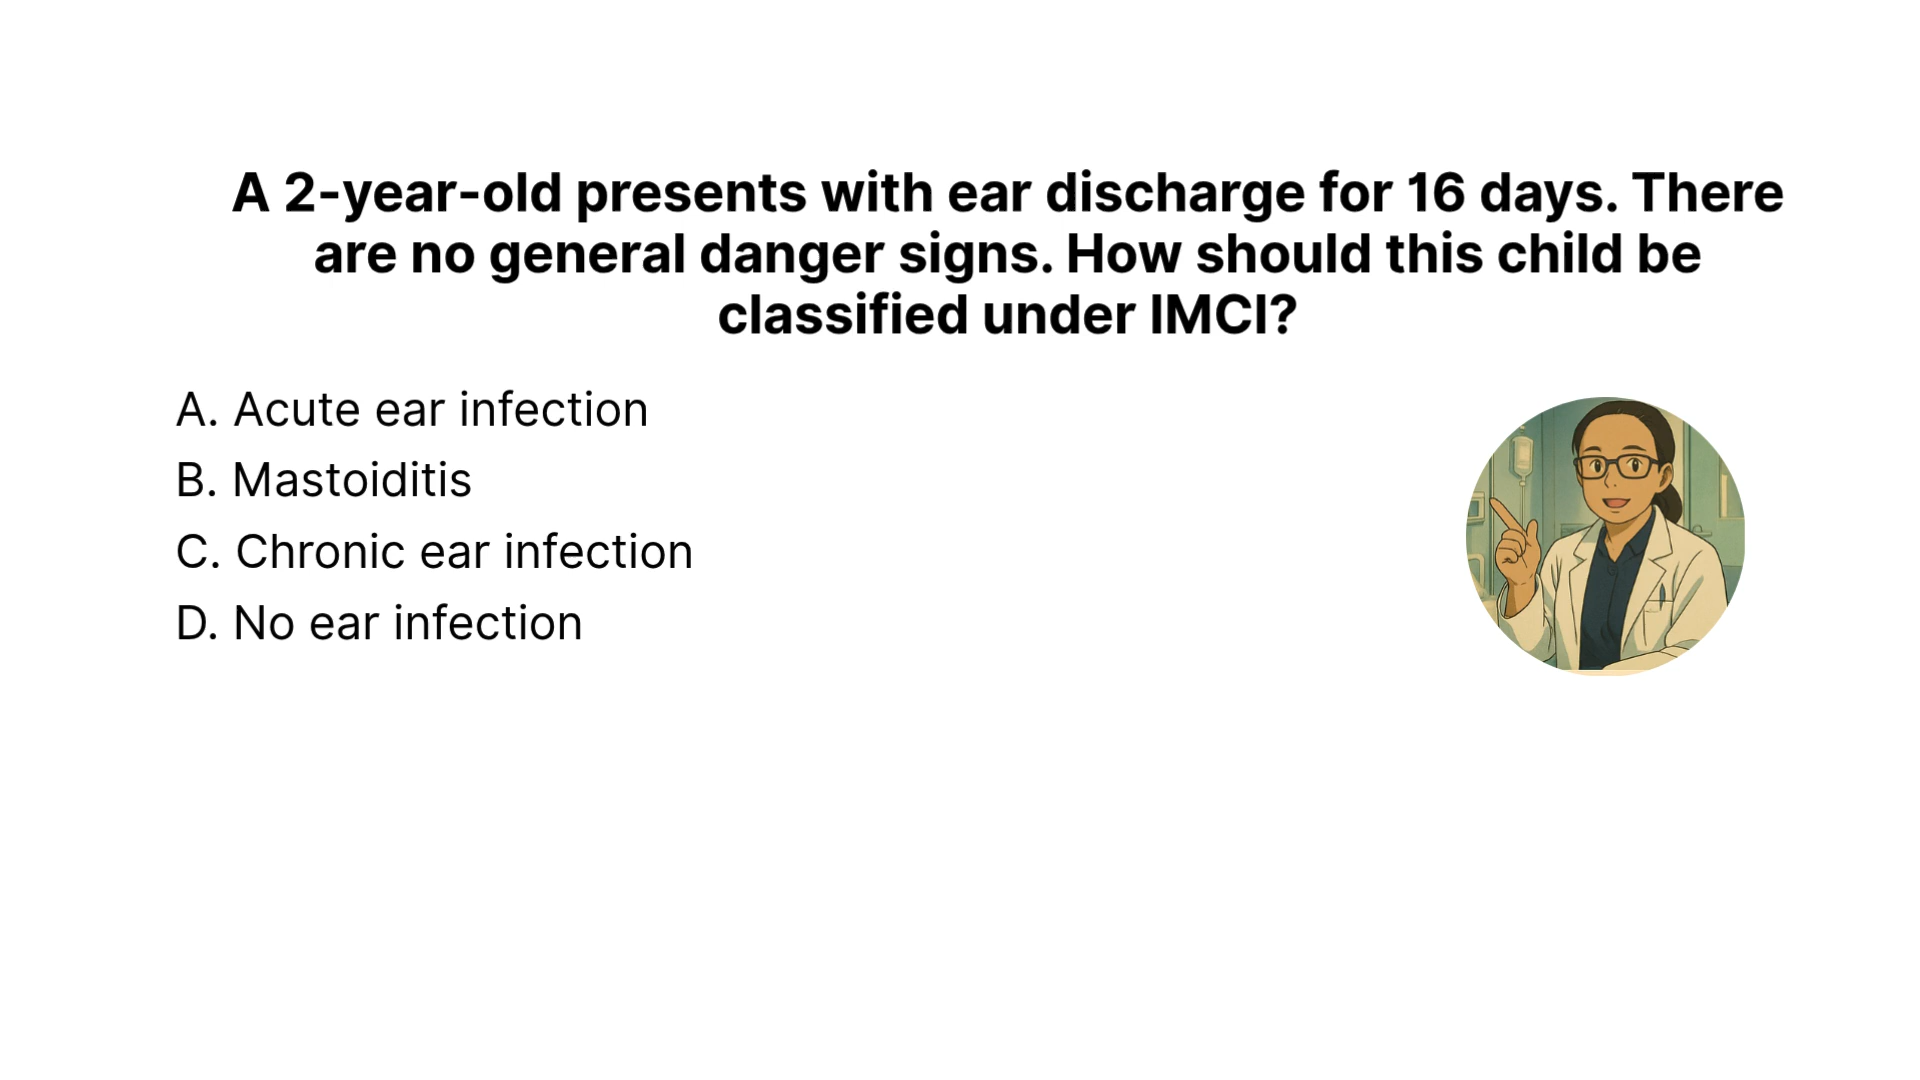 A 2-year-old presents with ear discharge for 16 days. There
are no general danger signs. How should this child be
classified under IMCI?
A. Acute ear infection
B. Mastoiditis
C. Chronic ear infection
D. No ear infection